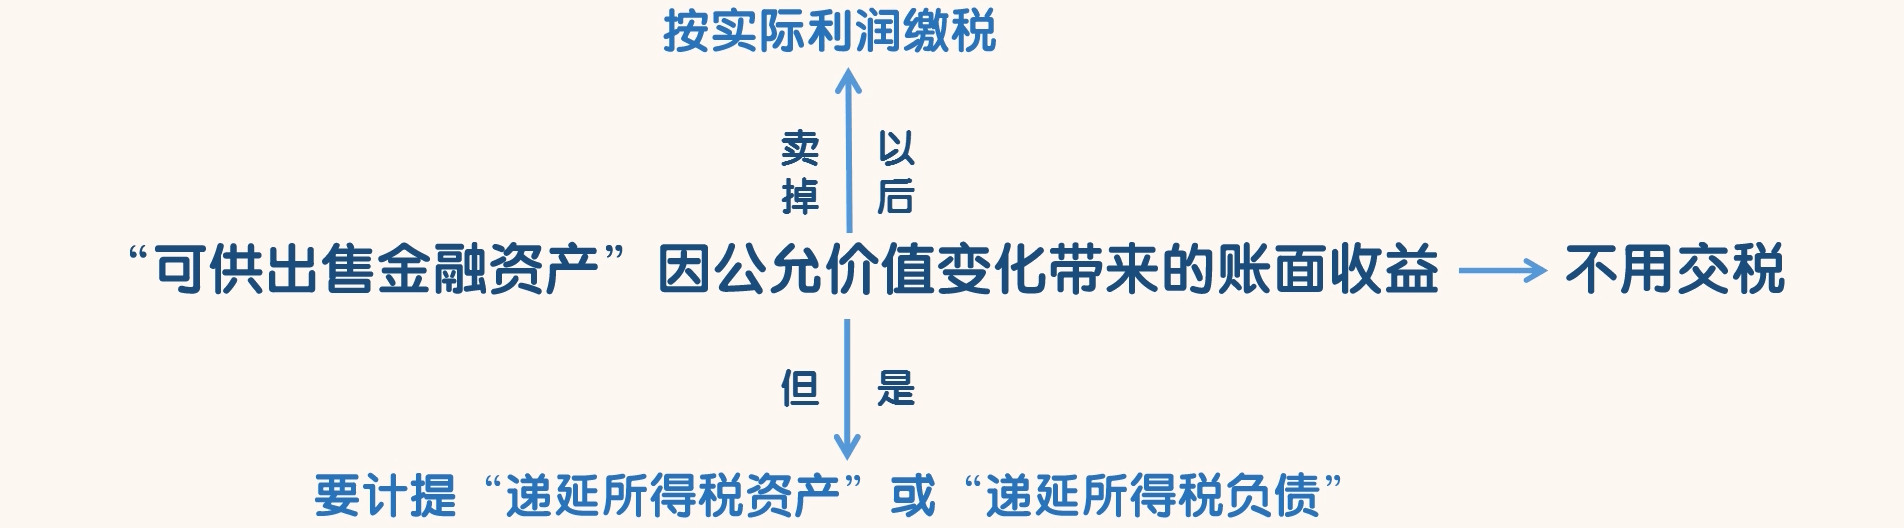 按实际利润缴税
卖掉 以后
“可供出售金融资产” 因公允价值变化带来的账面收益 不用交税
但 是
要计提“递延所得税资产”或“递延所得税负债”